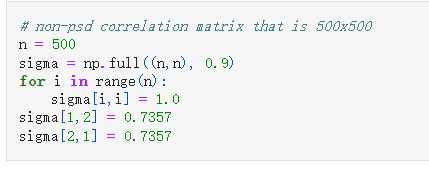 # non-psd correlation matrix that is 500x500
n = 500
sigma = np.full((n,n), 0.9)
for i in range(n):
    sigma[i,i] = 1.0
sigma[1,2] = 0.7357
sigma[2,1] = 0.7357